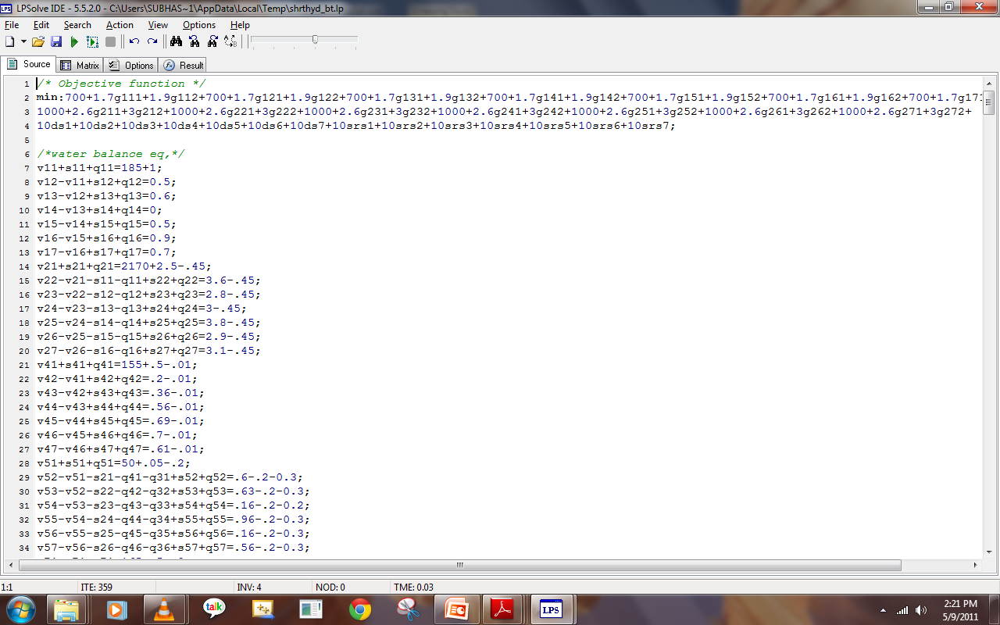 LPSolve IDE - 5.5.2.0 - C:\Users\SUBHAS~1\AppData\Local\Temp\shrthyd_bt.lp
File Edit Search Action View Options Help
Source Matrix Options Result
1 /* Objective function */
2 min:700+1.7g111+1.9g112+700+1.7g121+1.9g122+700+1.7g131+1.9g132+700+1.7g141+1.9g142+700+1.7g151+1.9g152+700+1.7g161+1.9g162+700+1.7g171
3 1000+2.6g211+3g212+1000+2.6g221+3g222+1000+2.6g231+3g232+1000+2.6g241+3g242+1000+2.6g251+3g252+1000+2.6g261+3g262+1000+2.6g271+3g272+
4 10ds1+10ds2+10ds3+10ds4+10ds5+10ds6+10ds7+10srs1+10srs2+10srs3+10srs4+10srs5+10srs6+10srs7;
5
6 /*water balance eq,*/
7 v11+s11+q11=185+1;
8 v12-v11+s12+q12=0.5;
9 v13-v12+s13+q13=0.6;
10 v14-v13+s14+q14=0;
11 v15-v14+s15+q15=0.5;
12 v16-v15+s16+q16=0.9;
13 v17-v16+s17+q17=0.7;
14 v21+s21+q21=2170+2.5-.45;
15 v22-v21-s11-q11+s22+q22=3.6-.45;
16 v23-v22-s12-q12+s23+q23=2.8-.45;
17 v24-v23-s13-q13+s24+q24=3-.45;
18 v25-v24-s14-q14+s25+q25=3.8-.45;
19 v26-v25-s15-q15+s26+q26=2.9-.45;
20 v27-v26-s16-q16+s27+q27=3.1-.45;
21 v41+s41+q41=155+.5-.01;
22 v42-v41+s42+q42=.2-.01;
23 v43-v42+s43+q43=.36-.01;
24 v44-v43+s44+q44=.56-.01;
25 v45-v44+s45+q45=.69-.01;
26 v46-v45+s46+q46=.7-.01;
27 v47-v46+s47+q47=.61-.01;
28 v51+s51+q51=50+.05-.2;
29 v52-v51-s21-q41-q31+s52+q52=.6-.2-0.3;
30 v53-v52-s22-q42-q32+s53+q53=.63-.2-0.3;
31 v54-v53-s23-q43-q33+s54+q54=.16-.2-0.2;
32 v55-v54-s24-q44-q34+s55+q55=.96-.2-0.3;
33 v56-v55-s25-q45-q35+s56+q56=.16-.2-0.3;
34 v57-v56-s26-q46-q36+s57+q57=.56-.2-0.3;
1:1 ITE: 359 INV: 4 NOD: 0 TME: 0.03
talk LPS 2:21 PM
5/9/2011